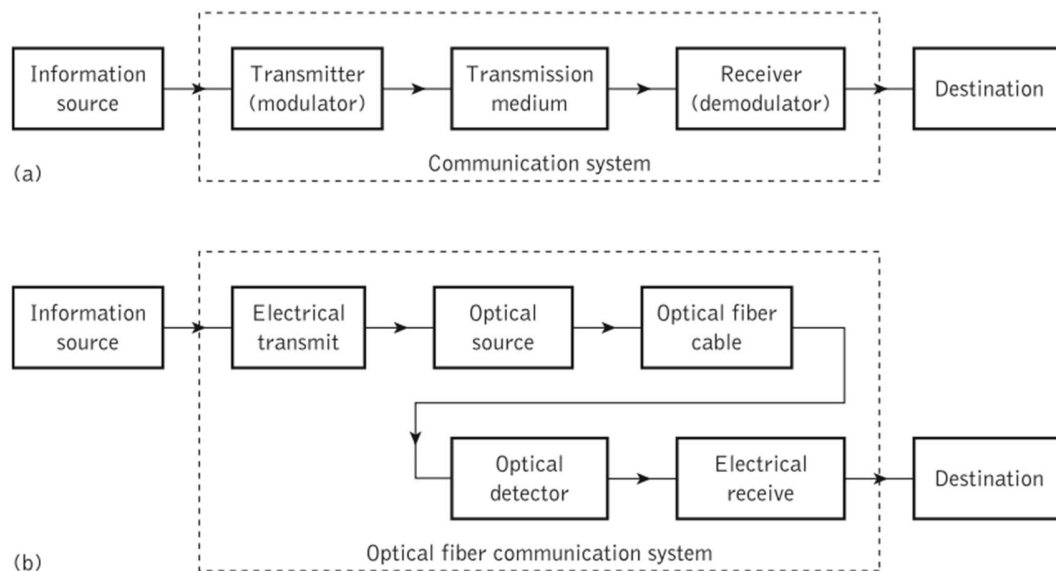 Information
source
Transmitter
(modulator)
Transmission
medium
Receiver
(demodulator)
Destination
Communication system
(a)
Information
source
Electrical
transmit
Optical
source
Optical fiber
cable
Optical
detector
Electrical
receive
Destination
Optical fiber communication system
(b)